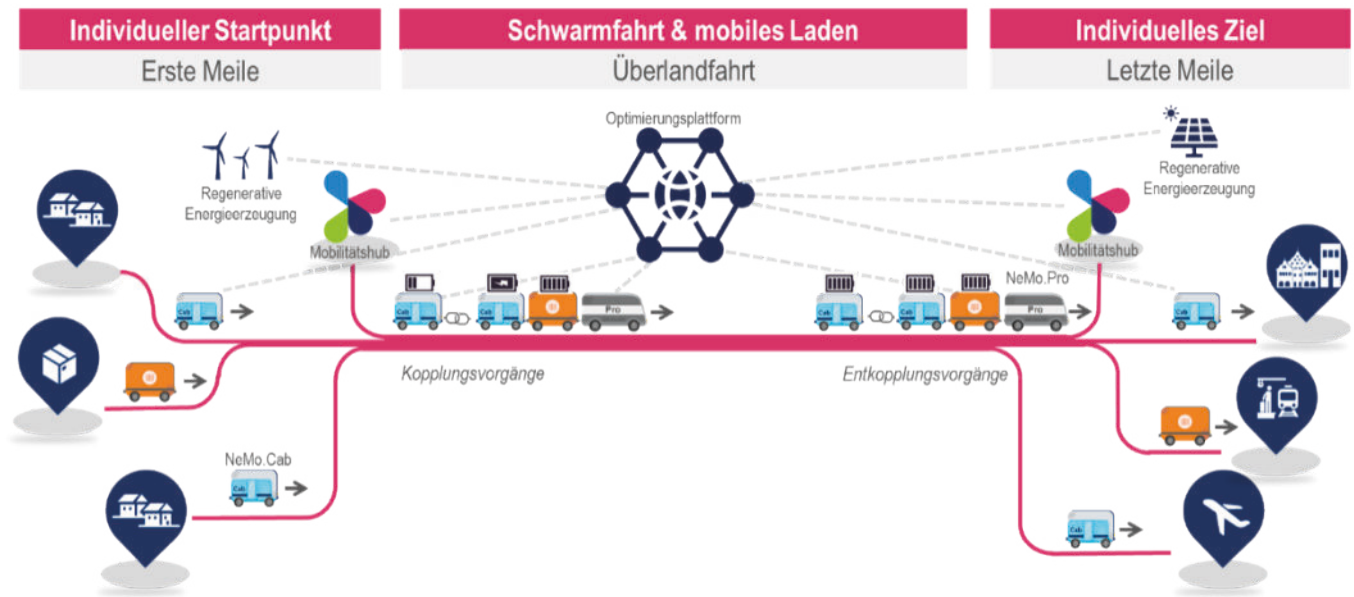 Individueller Startpunkt
Erste Meile
Schwarmfahrt & mobiles Laden
Überlandfahrt
Individuelles Ziel
Letzte Meile
Optimierungsplattform
Regenerative
Energieerzeugung
Mobilitätshub
Regenerative
Energieerzeugung
Mobilitätshub
NeMo.Pro
Cab
Cab
Cab
Pro
Cab
Cab
Pro
Cab
Kopplungsvorgänge
Entkopplungsvorgänge
NeMo.Cab
Cab
Cab